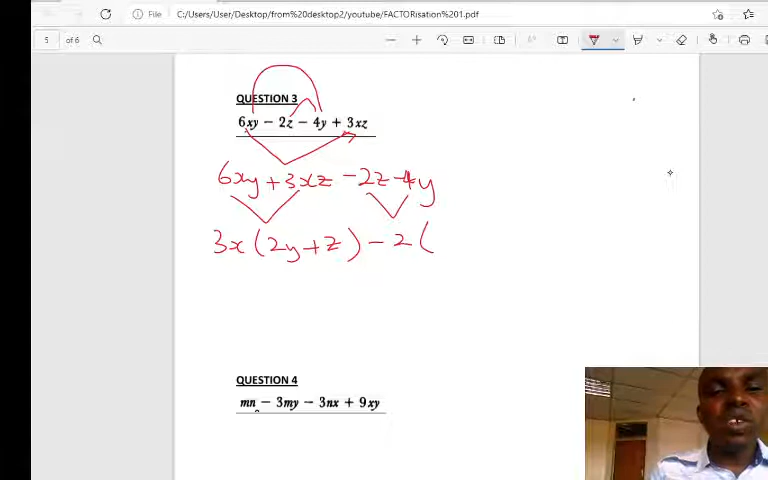 File C:/Users/User/Desktop/from%20desktop2/youtube/FACTORisation%201.pdf
5 of 6
QUESTION 3
6xy − 2z − 4y + 3xz
6xy + 3xz − 2z − 4y
3x(2y + z) − 2(
QUESTION 4
mn − 3my − 3nx + 9xy